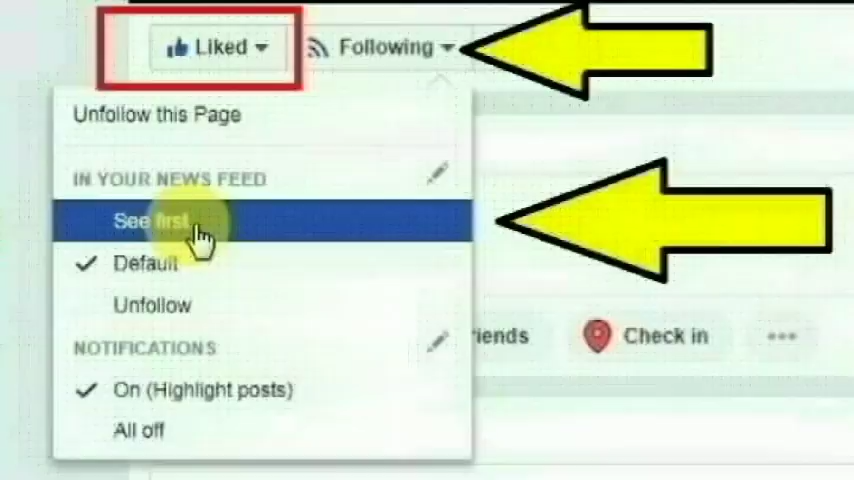 Liked Following
Unfollow this Page
IN YOUR NEWS FEED
See first
Default
Unfollow
riends Check in
NOTIFICATIONS
On (Highlight posts)
All off